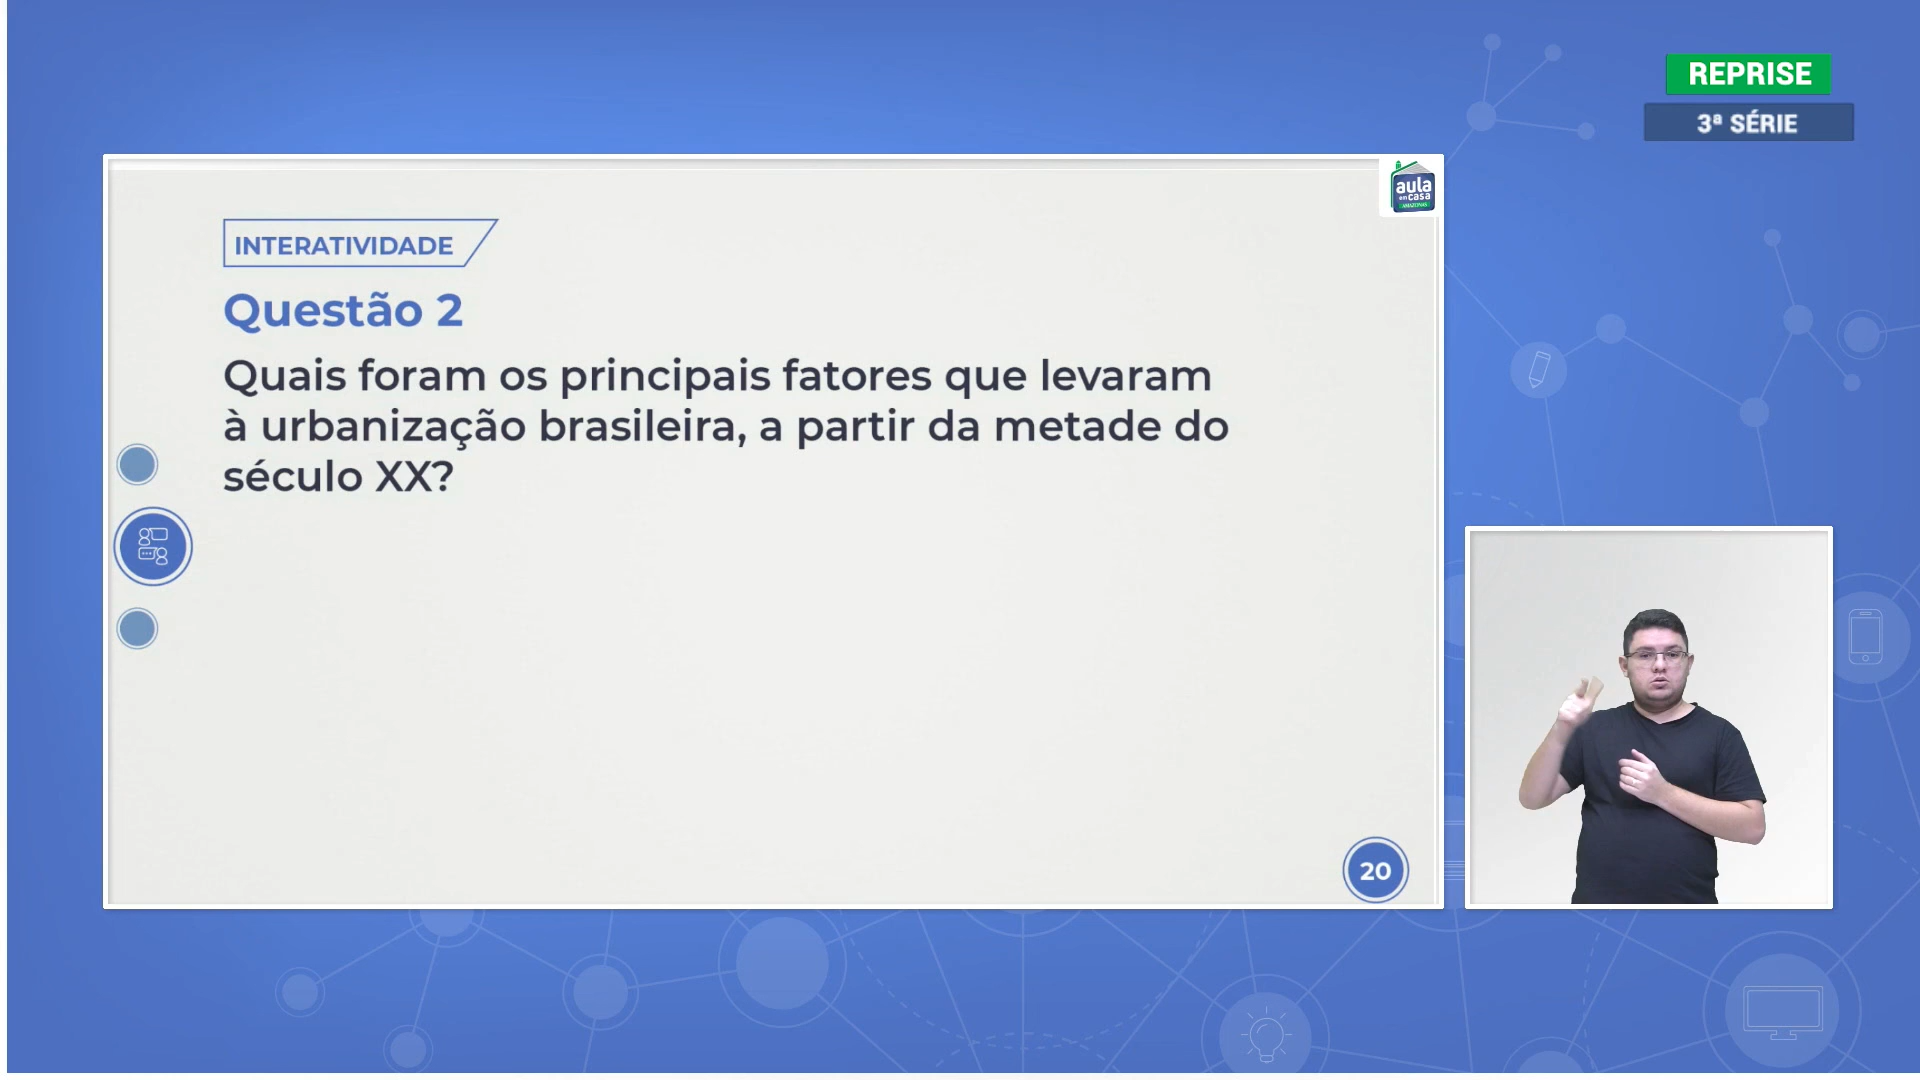 REPRISE
3ª SÉRIE
aula
em casa
AMAZONAS
INTERATIVIDADE
Questão 2
Quais foram os principais fatores que levaram
à urbanização brasileira, a partir da metade do
século XX?
20